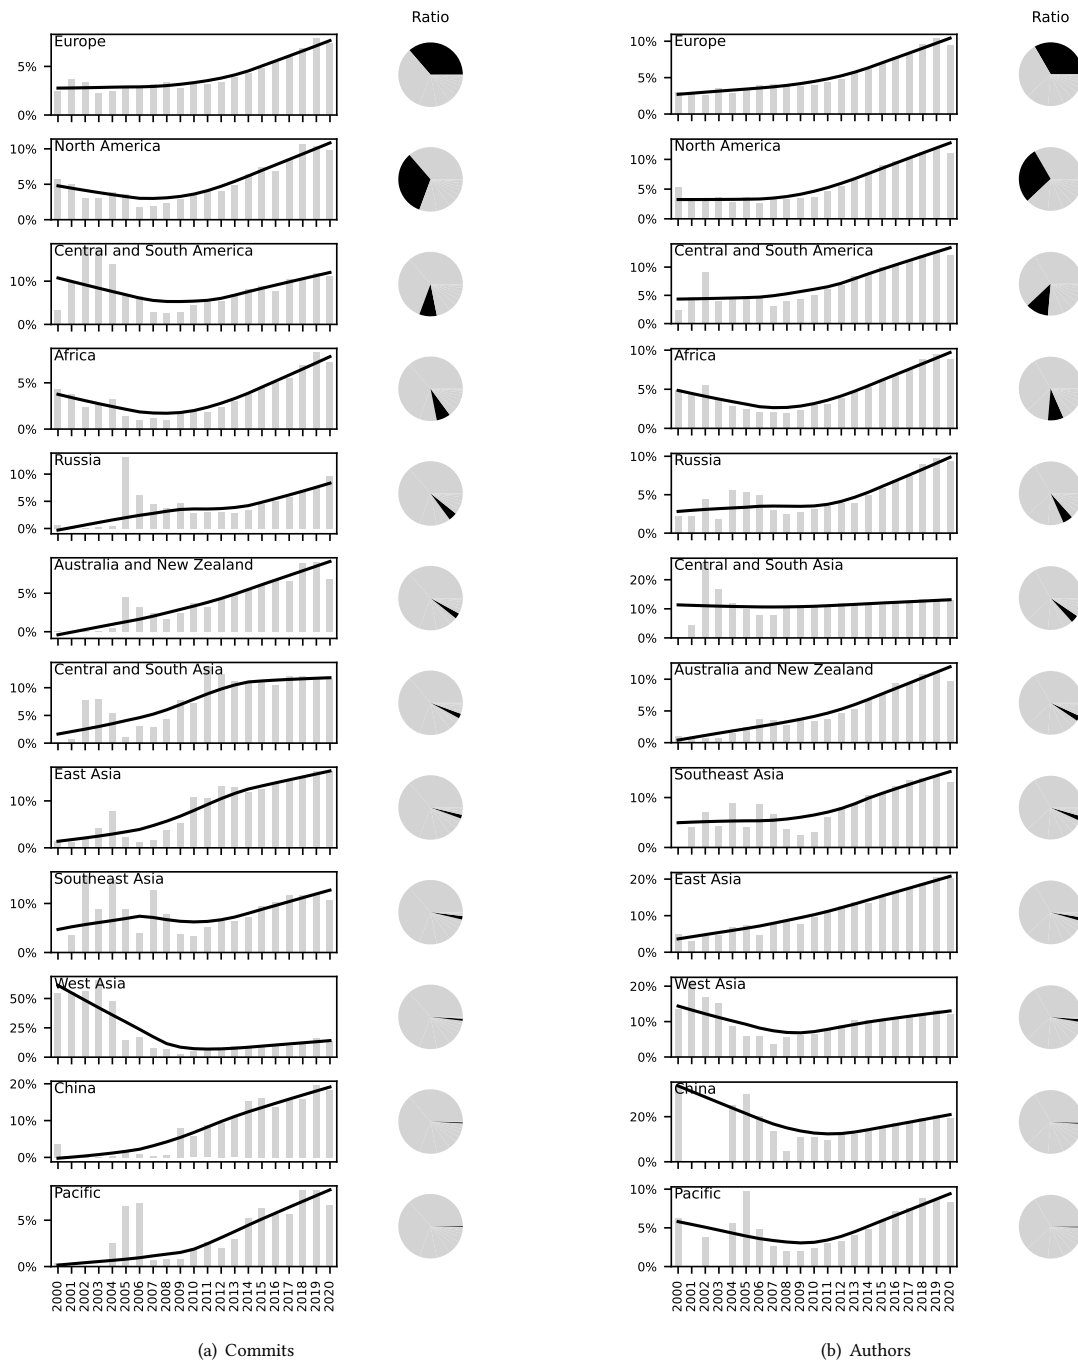 Ratio
Europe
5%
0%
North America
10%
5%
0%
Central and South America
10%
0%
Africa
5%
0%
Russia
10%
5%
0%
Australia and New Zealand
5%
0%
Central and South Asia
10%
5%
0%
East Asia
10%
0%
Southeast Asia
10%
0%
West Asia
50%
25%
0%
China
20%
10%
0%
Pacific
5%
0%
2000 2001 2002 2003 2004 2005 2006 2007 2008 2009 2010 2011 2012 2013 2014 2015 2016 2017 2018 2019 2020
(a) Commits
Ratio
Europe
10%
5%
0%
North America
10%
5%
0%
Central and South America
10%
5%
0%
Africa
10%
5%
0%
Russia
10%
5%
0%
Central and South Asia
20%
10%
0%
Australia and New Zealand
10%
5%
0%
Southeast Asia
10%
0%
East Asia
20%
10%
0%
West Asia
20%
10%
0%
China
20%
0%
Pacific
10%
5%
0%
2000 2001 2002 2003 2004 2005 2006 2007 2008 2009 2010 2011 2012 2013 2014 2015 2016 2017 2018 2019 2020
(b) Authors